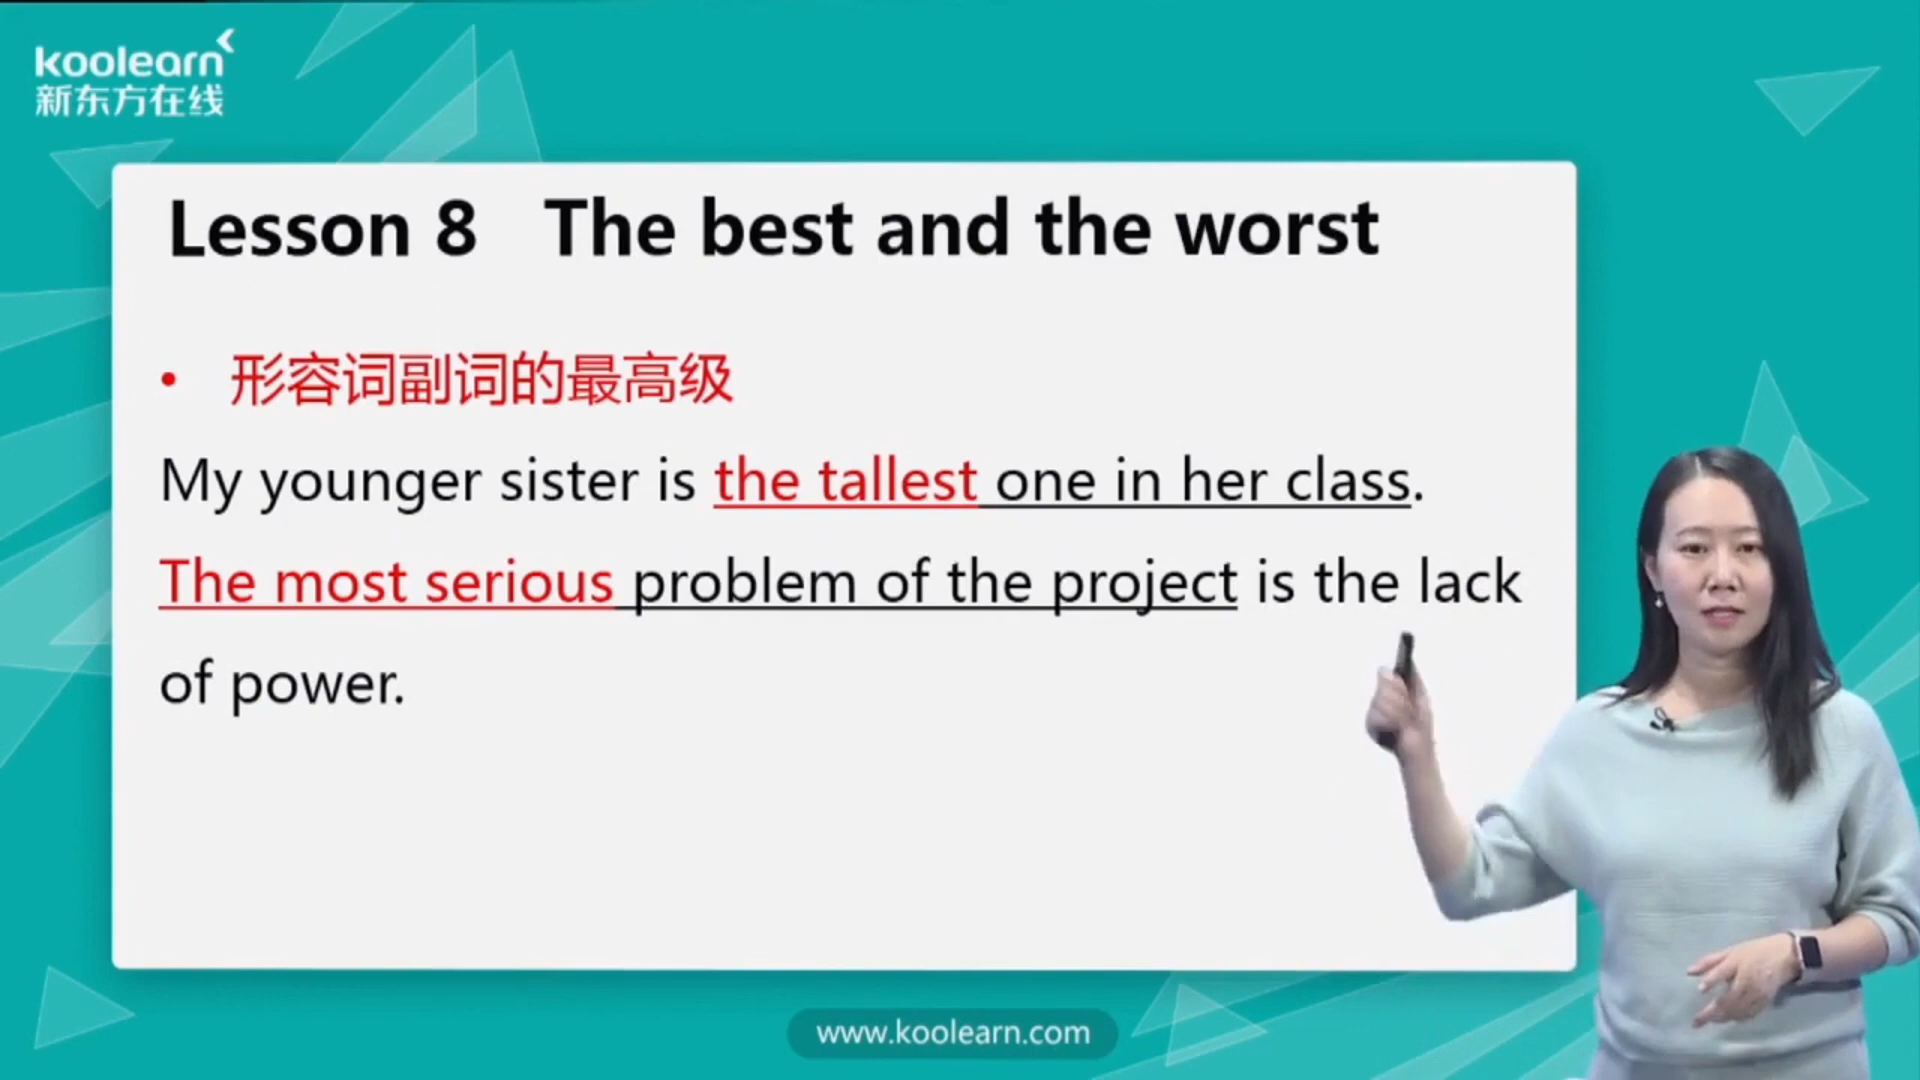 koolearn
新东方在线
Lesson 8 The best and the worst
• 形容词副词的最高级
My younger sister is the tallest one in her class.
The most serious problem of the project is the lack
of power.
www.koolearn.com